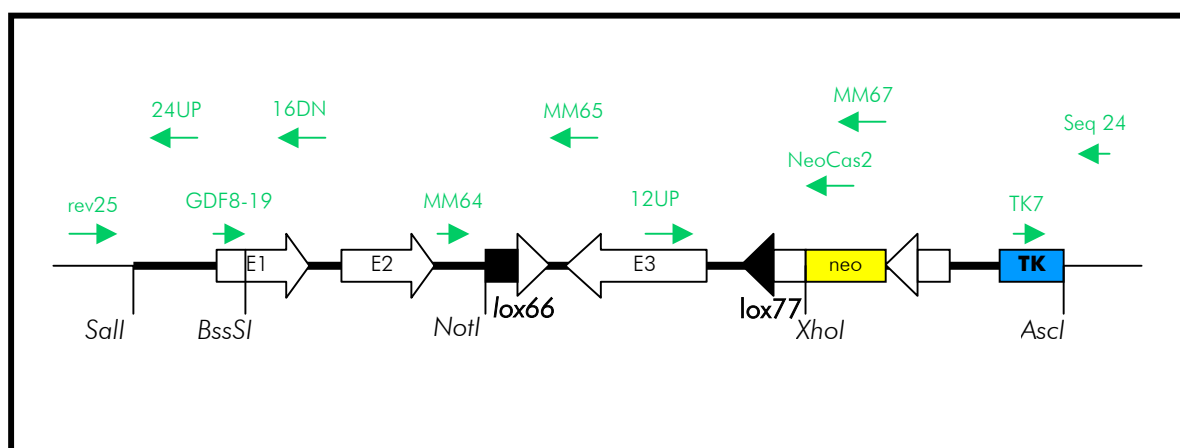 24UP
16DN
MM65
MM67
Seq 24
NeoCas2
rev25
GDF8-19
MM64
12UP
TK7
E1
E2
E3
neo
TK
lox66
lox77
SalI
BssSI
NotI
XhoI
AscI